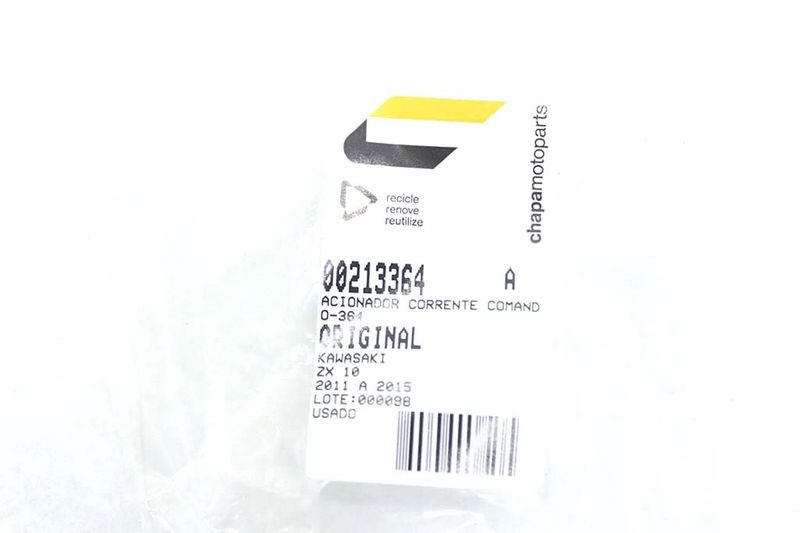 chapamotoparts
recicle
renove
reutilize
00213364 A
ACIONADOR CORRENTE COMAND
O-364
ORIGINAL
KAWASAKI
ZX 10
2011 A 2015
LOTE:000098
USADO